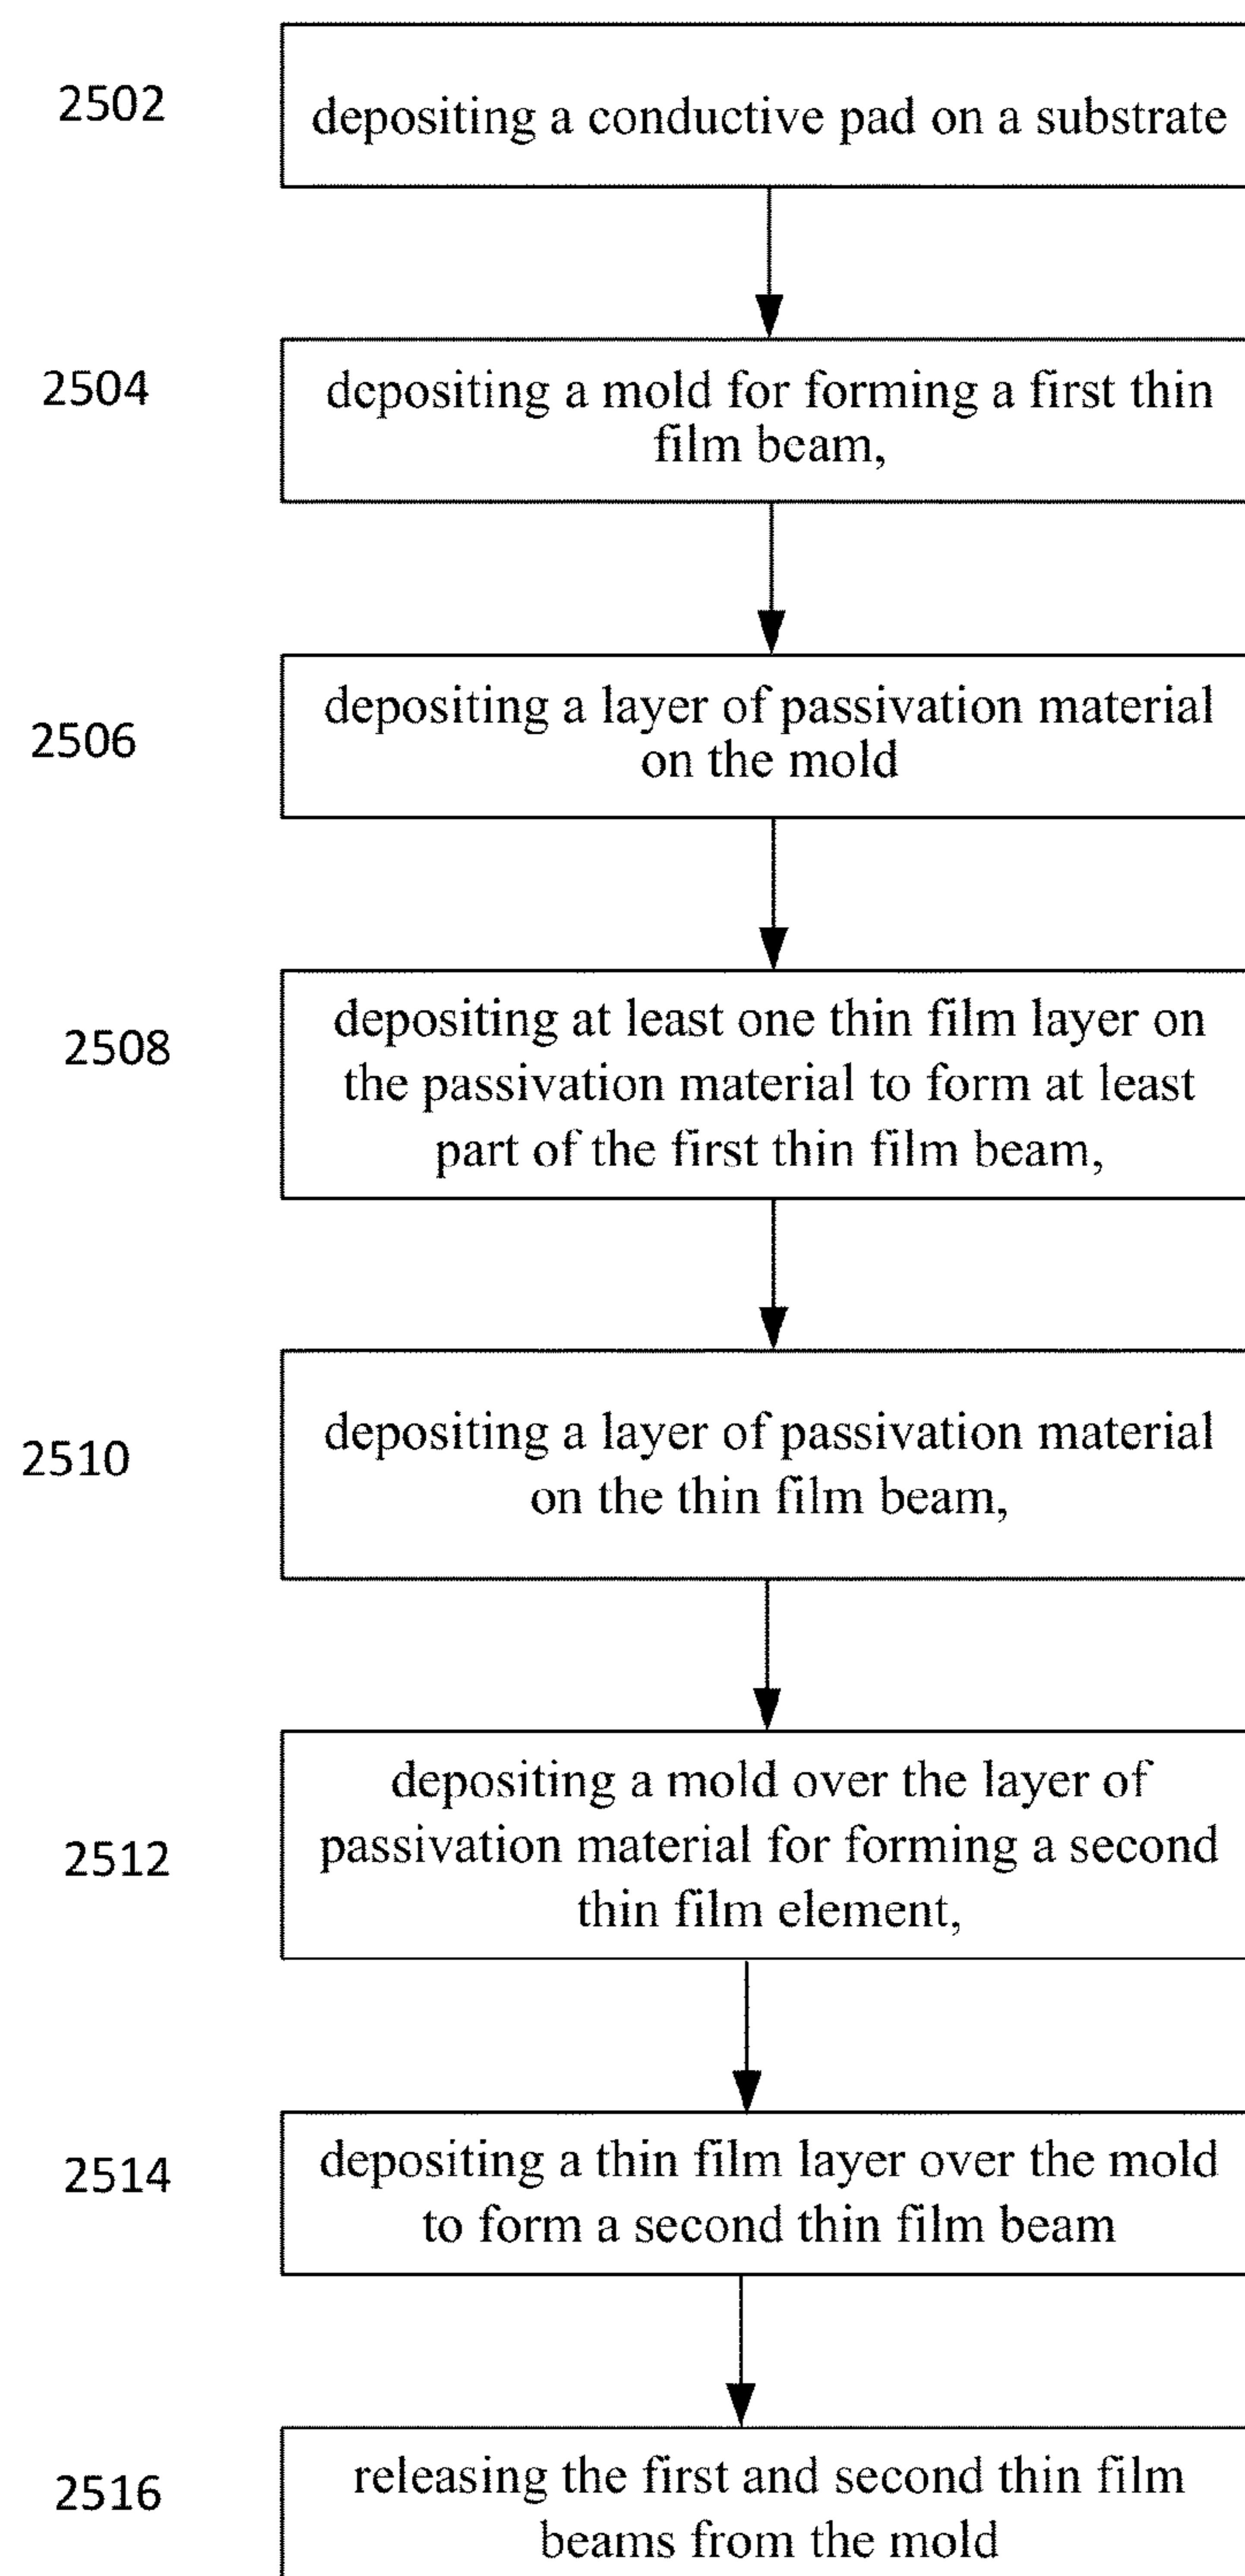 2502
depositing a conductive pad on a substrate
2504
depositing a mold for forming a first thin
film beam,
2506
depositing a layer of passivation material
on the mold
2508
depositing at least one thin film layer on
the passivation material to form at least
part of the first thin film beam,
2510
depositing a layer of passivation material
on the thin film beam,
2512
depositing a mold over the layer of
passivation material for forming a second
thin film element,
2514
depositing a thin film layer over the mold
to form a second thin film beam
2516
releasing the first and second thin film
beams from the mold